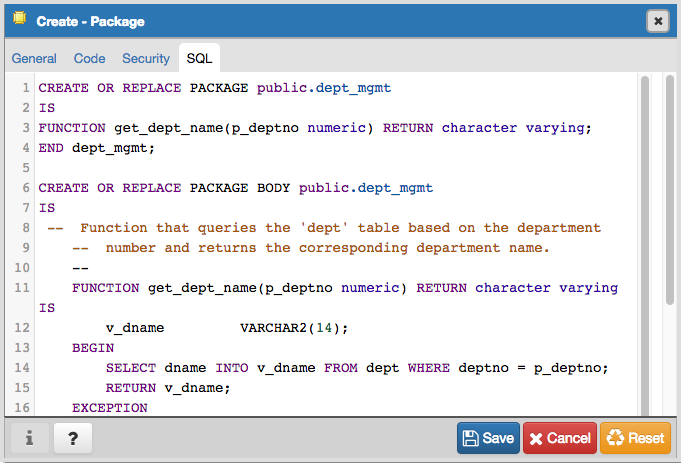 Create - Package
General Code Security SQL
1 CREATE OR REPLACE PACKAGE public.dept_mgmt
2 IS
3 FUNCTION get_dept_name(p_deptno numeric) RETURN character varying;
4 END dept_mgmt;
5
6 CREATE OR REPLACE PACKAGE BODY public.dept_mgmt
7 IS
8 --  Function that queries the 'dept' table based on the department
9 --  number and returns the corresponding department name.
10 --
11 FUNCTION get_dept_name(p_deptno numeric) RETURN character varying
IS
12 v_dname         VARCHAR2(14);
13 BEGIN
14 SELECT dname INTO v_dname FROM dept WHERE deptno = p_deptno;
15 RETURN v_dname;
16 EXCEPTION
i ? Save Cancel Reset